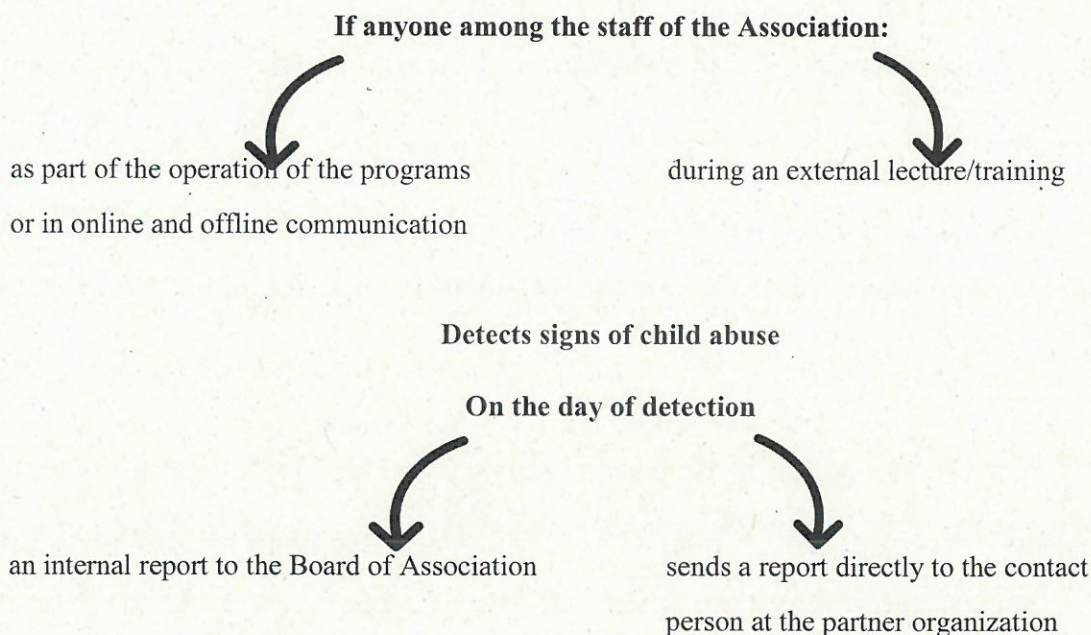 If anyone among the staff of the Association:
as part of the operation of the programs
or in online and offline communication
during an external lecture/training
Detects signs of child abuse
On the day of detection
an internal report to the Board of Association
sends a report directly to the contact
person at the partner organization